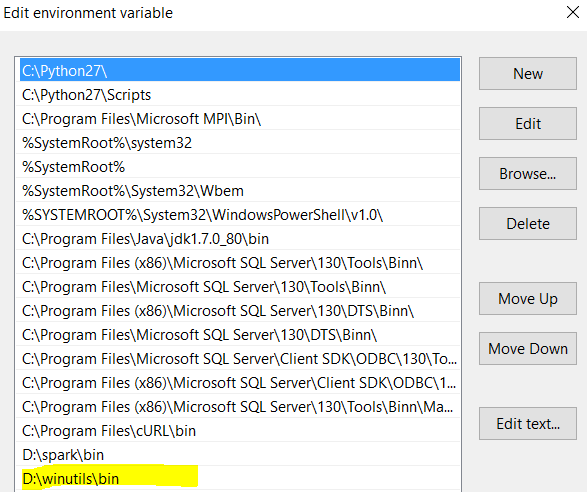 Edit environment variable
C:\Python27\
New
C:\Python27\Scripts
C:\Program Files\Microsoft MPI\Bin\
Edit
%SystemRoot%\system32
%SystemRoot%
Browse...
%SystemRoot%\System32\Wbem
%SYSTEMROOT%\System32\WindowsPowerShell\v1.0\
Delete
C:\Program Files\Java\jdk1.7.0_80\bin
C:\Program Files (x86)\Microsoft SQL Server\130\Tools\Binn\
C:\Program Files\Microsoft SQL Server\130\Tools\Binn\
Move Up
C:\Program Files (x86)\Microsoft SQL Server\130\DTS\Binn\
C:\Program Files\Microsoft SQL Server\130\DTS\Binn\
Move Down
C:\Program Files (x86)\Microsoft SQL Server\Client SDK\ODBC\130\To...
C:\Program Files (x86)\Microsoft SQL Server\Client SDK\ODBC\1...
C:\Program Files (x86)\Microsoft SQL Server\130\Tools\Binn\Ma...
Edit text...
C:\Program Files\cURL\bin
D:\spark\bin
D:\winutils\bin